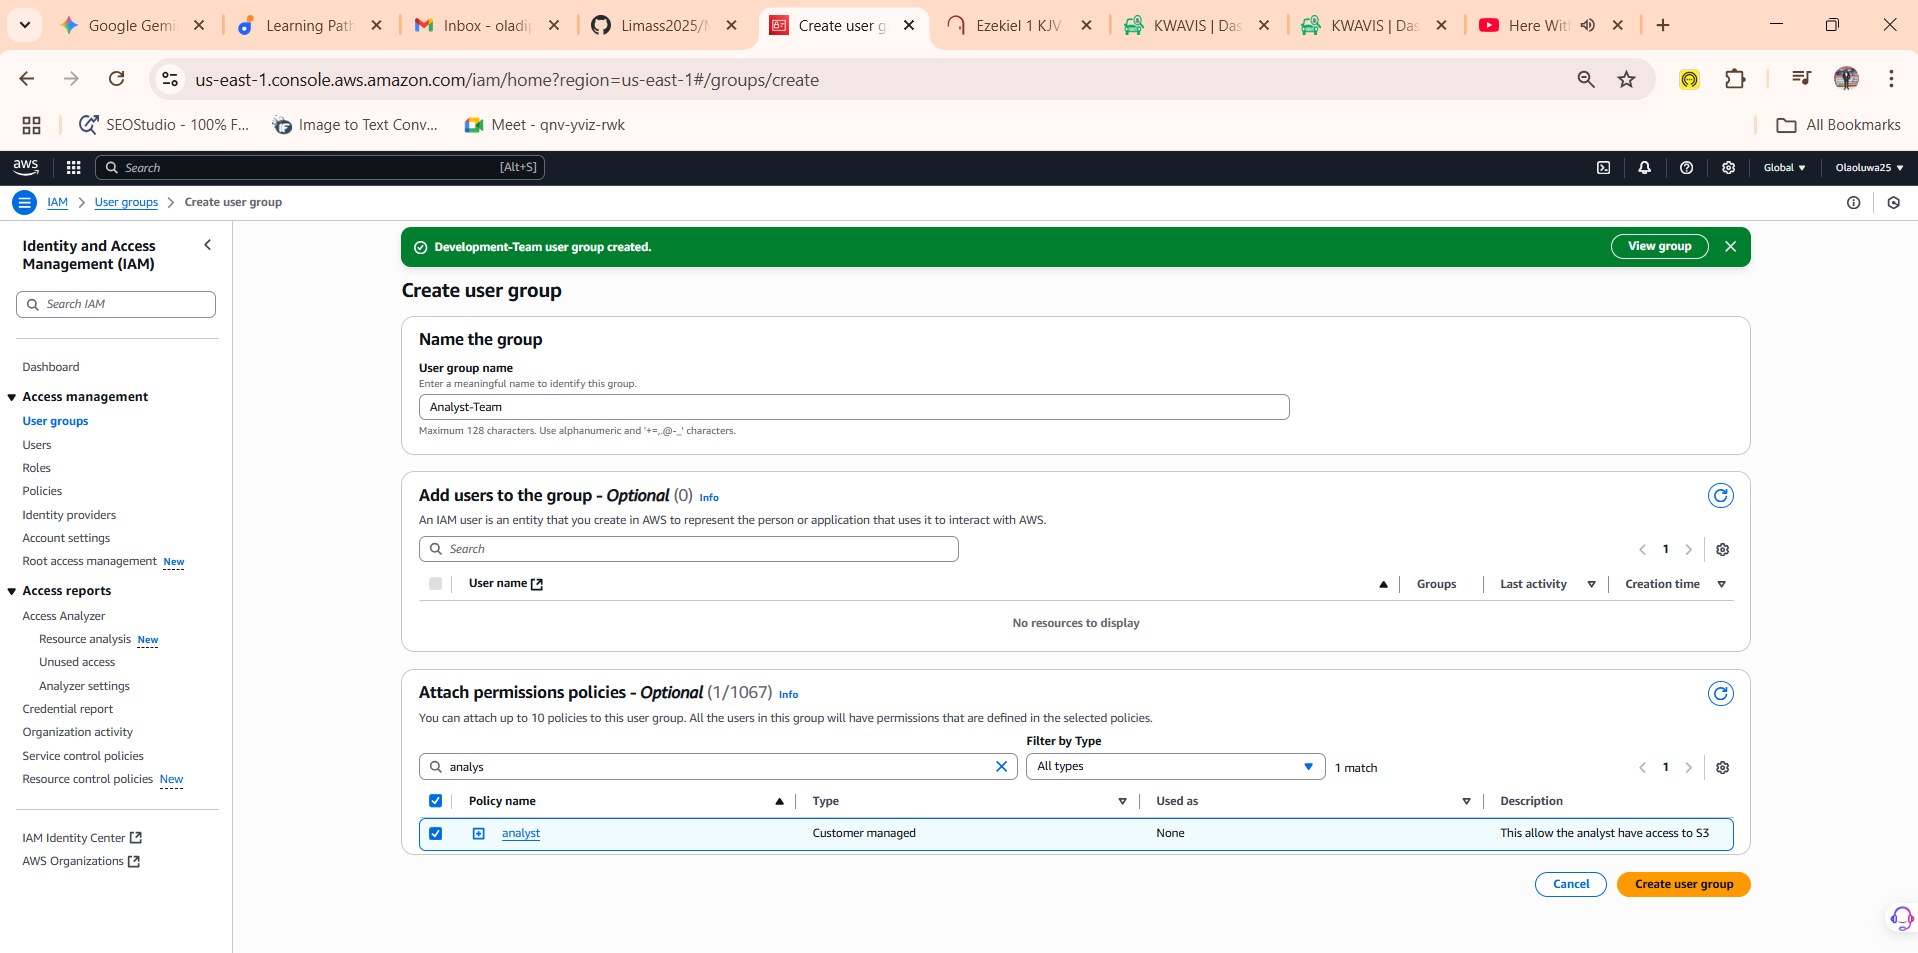 Google Gemi
Learning Path
Inbox - oladip
Limass2025/N
Create user g
Ezekiel 1 KJV
KWAVIS | Das
KWAVIS | Das
Here With
us-east-1.console.aws.amazon.com/iam/home?region=us-east-1#/groups/create
SEOStudio - 100% F...
Image to Text Conv...
Meet - qnv-yviz-rwk
All Bookmarks
aws
Search
[Alt+S]
Global
Olaoluwa25
IAM
User groups
Create user group
Identity and Access Management (IAM)
Search IAM
Dashboard
Access management
User groups
Users
Roles
Policies
Identity providers
Account settings
Root access management New
Access reports
Access Analyzer
Resource analysis New
Unused access
Analyzer settings
Credential report
Organization activity
Service control policies
Resource control policies New
IAM Identity Center
AWS Organizations
Development-Team user group created.
View group
Create user group
Name the group
User group name
Enter a meaningful name to identify this group.
Analyst-Team
Maximum 128 characters. Use alphanumeric and '+=,.@-_' characters.
Add users to the group - Optional (0) Info
An IAM user is an entity that you create in AWS to represent the person or application that uses it to interact with AWS.
Search
1
User name
Groups
Last activity
Creation time
No resources to display
Attach permissions policies - Optional (1/1067) Info
You can attach up to 10 policies to this user group. All the users in this group will have permissions that are defined in the selected policies.
Filter by Type
analys
All types
1 match
1
Policy name
Type
Used as
Description
analyst
Customer managed
None
This allow the analyst have access to S3
Cancel
Create user group